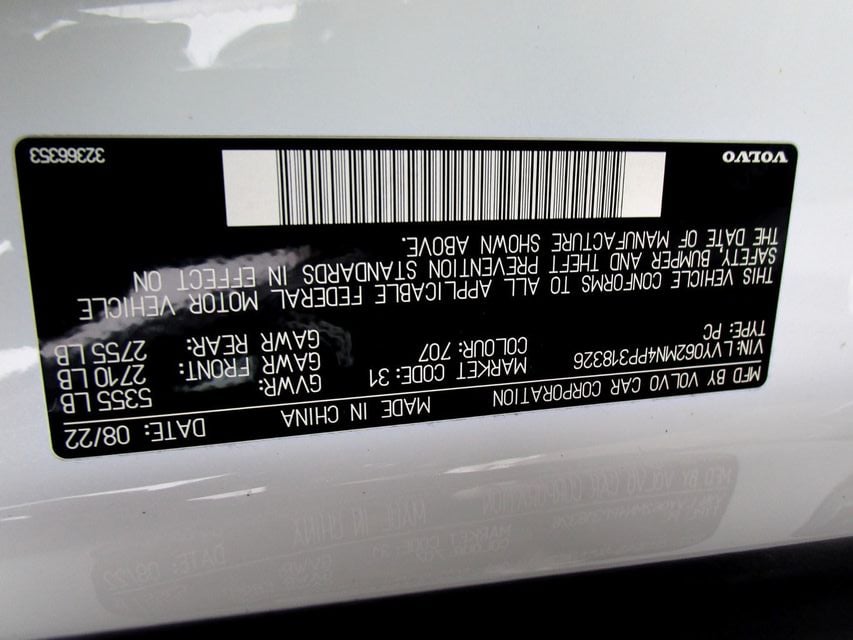 MFD BY VOLVO CAR CORPORATION MADE IN CHINA DATE: 08/22
VIN: LVY062MN4PP318326 MARKET CODE: 31 GVWR: 5355 LB
TYPE: PC COLOUR: 707 GAWR FRONT: 2710 LB
GAWR REAR: 2755 LB
THIS VEHICLE CONFORMS TO ALL APPLICABLE FEDERAL MOTOR VEHICLE
SAFETY, BUMPER AND THEFT PREVENTION STANDARDS IN EFFECT ON
THE DATE OF MANUFACTURE SHOWN ABOVE.
VOLVO 32366353